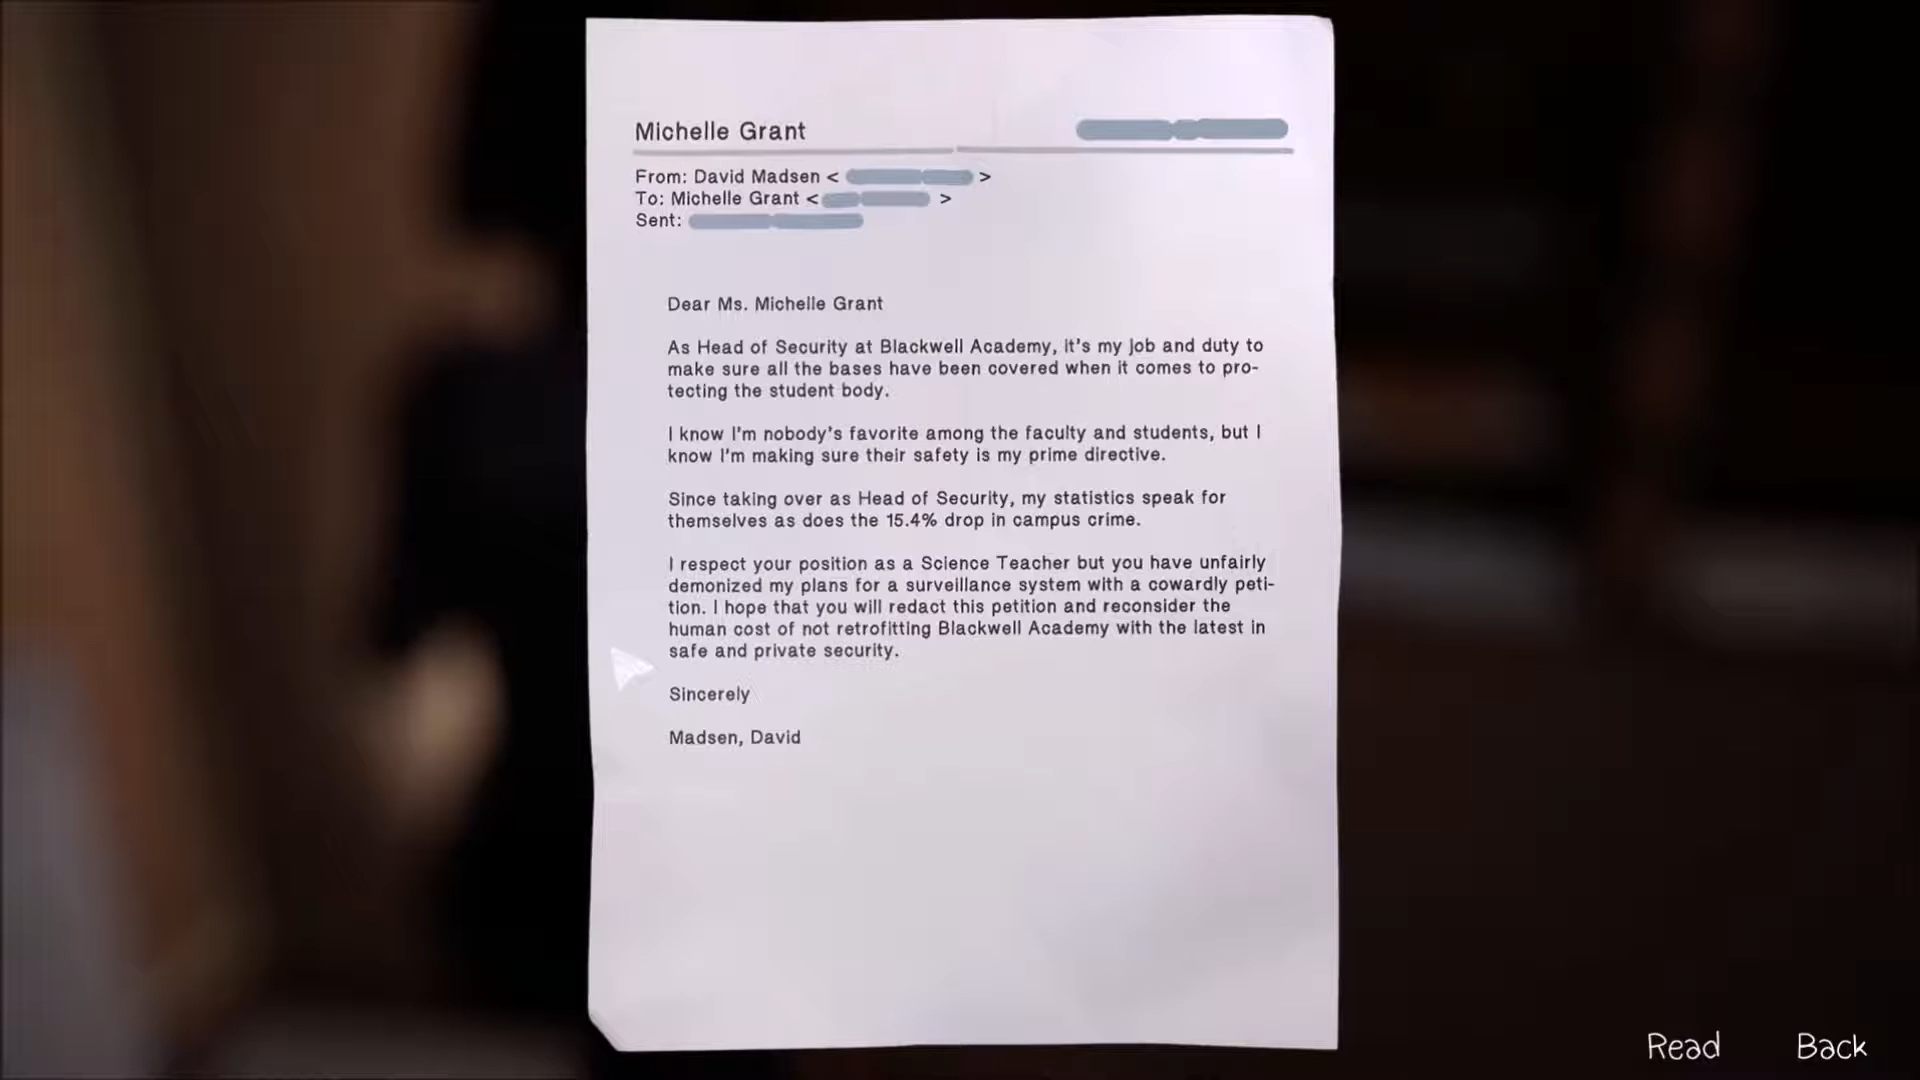 Michelle Grant
From: David Madsen < >
To: Michelle Grant < >
Sent:
Dear Ms. Michelle Grant
As Head of Security at Blackwell Academy, it's my job and duty to
make sure all the bases have been covered when it comes to pro-
tecting the student body.
I know I'm nobody's favorite among the faculty and students, but I
know I'm making sure their safety is my prime directive.
Since taking over as Head of Security, my statistics speak for
themselves as does the 15.4% drop in campus crime.
I respect your position as a Science Teacher but you have unfairly
demonized my plans for a surveillance system with a cowardly peti-
tion. I hope that you will redact this petition and reconsider the
human cost of not retrofitting Blackwell Academy with the latest in
safe and private security.
Sincerely
Madsen, David
Read Back